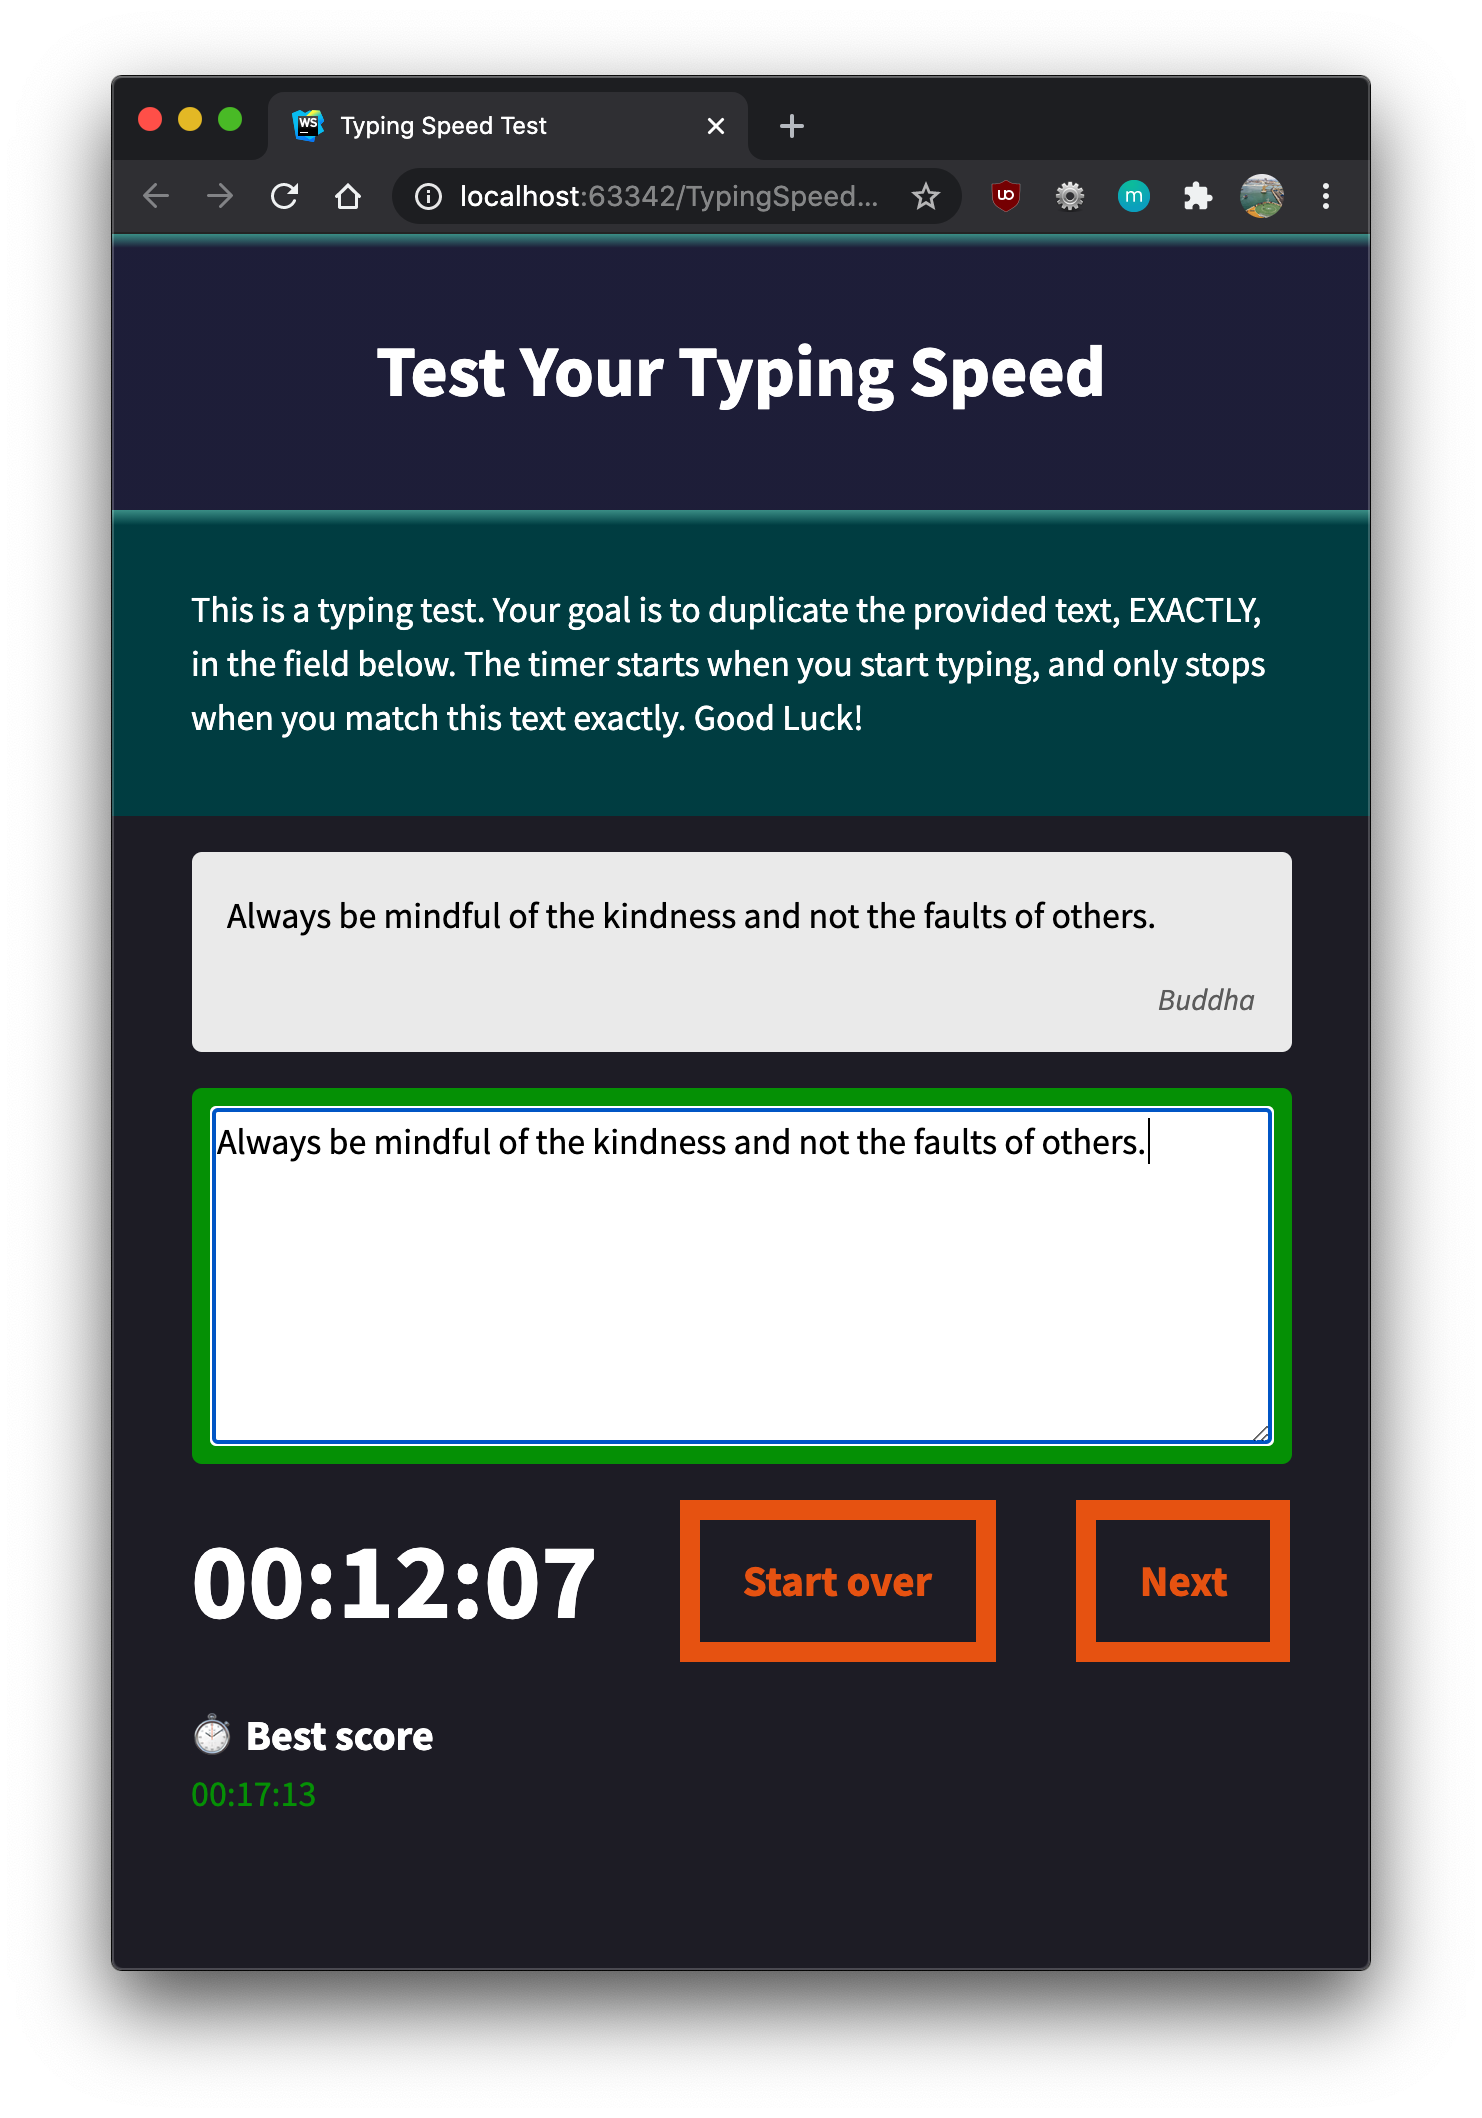 WS
Typing Speed Test
localhost:63342/TypingSpeed...
m
Test Your Typing Speed
This is a typing test. Your goal is to duplicate the provided text, EXACTLY,
in the field below. The timer starts when you start typing, and only stops
when you match this text exactly. Good Luck!
Always be mindful of the kindness and not the faults of others.
Buddha
Always be mindful of the kindness and not the faults of others.
00:12:07
Start over
Next
Best score
00:17:13